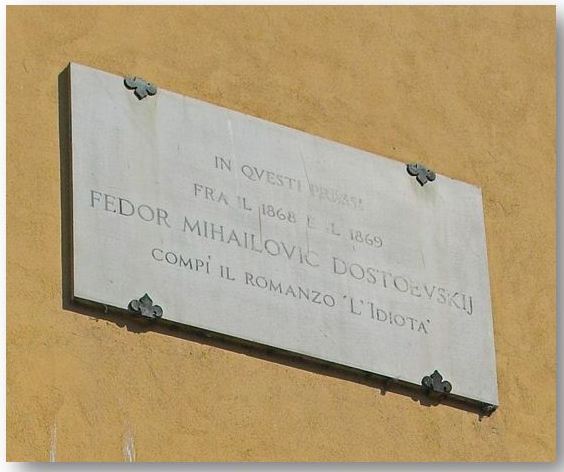 IN QVESTI PRESSI
FRA IL 1868 E IL 1869
FEDOR MIHAILOVIC DOSTOEVSKIJ
COMPÌ IL ROMANZO "L'IDIOTA"